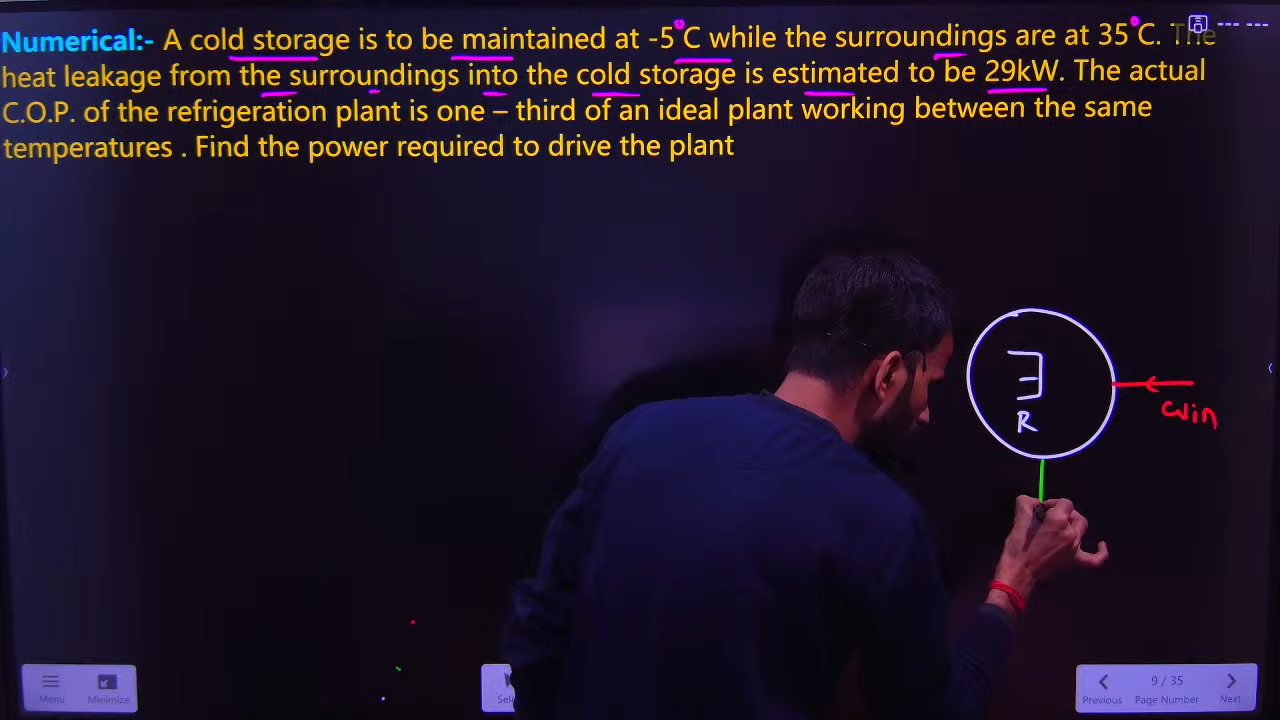 Numerical:- A cold storage is to be maintained at -5°C while the surroundings are at 35°C. The
heat leakage from the surroundings into the cold storage is estimated to be 29kW. The actual
C.O.P. of the refrigeration plant is one – third of an ideal plant working between the same
temperatures . Find the power required to drive the plant
R
Win
Menu
Minimize
Sele
Previous
9 / 35
Page Number
Next